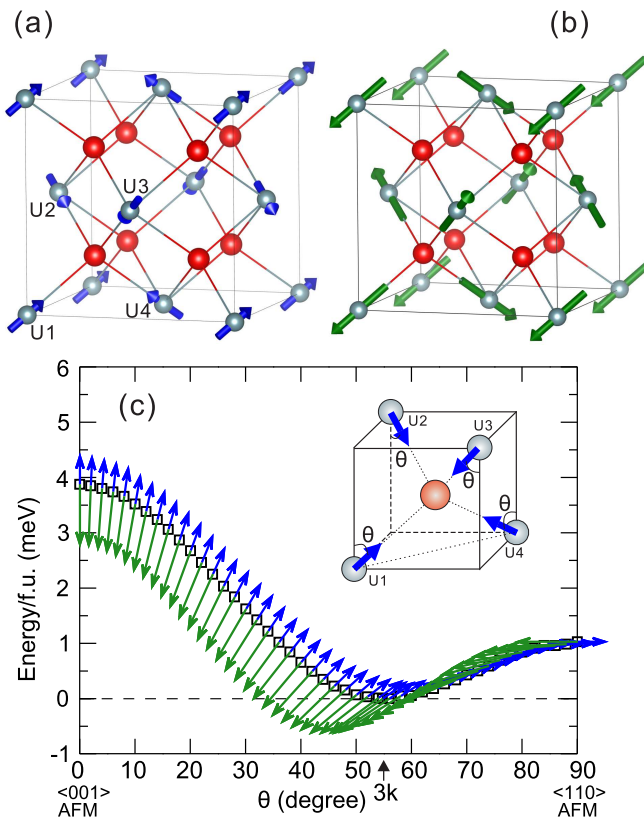 (a)
(b)
U3
U2
U1
U4
(c)
6
5
4
3
2
1
0
-1
Energy/f.u. (meV)
U2
U3
θ
θ
θ
θ
U4
U1
0 10 20 30 40 50 60 70 80 90
<001>
AFM
θ (degree)
3k
<110>
AFM